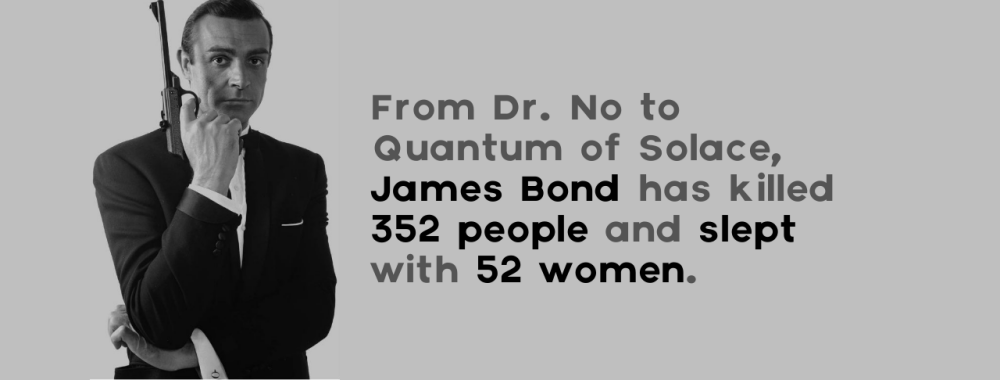 From Dr. No to
Quantum of Solace,
James Bond has killed
352 people and slept
with 52 women.